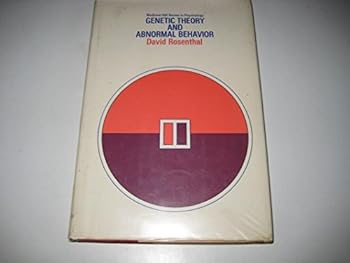 McGraw-Hill Series in Psychology
GENETIC THEORY
AND
ABNORMAL BEHAVIOR
David Rosenthal